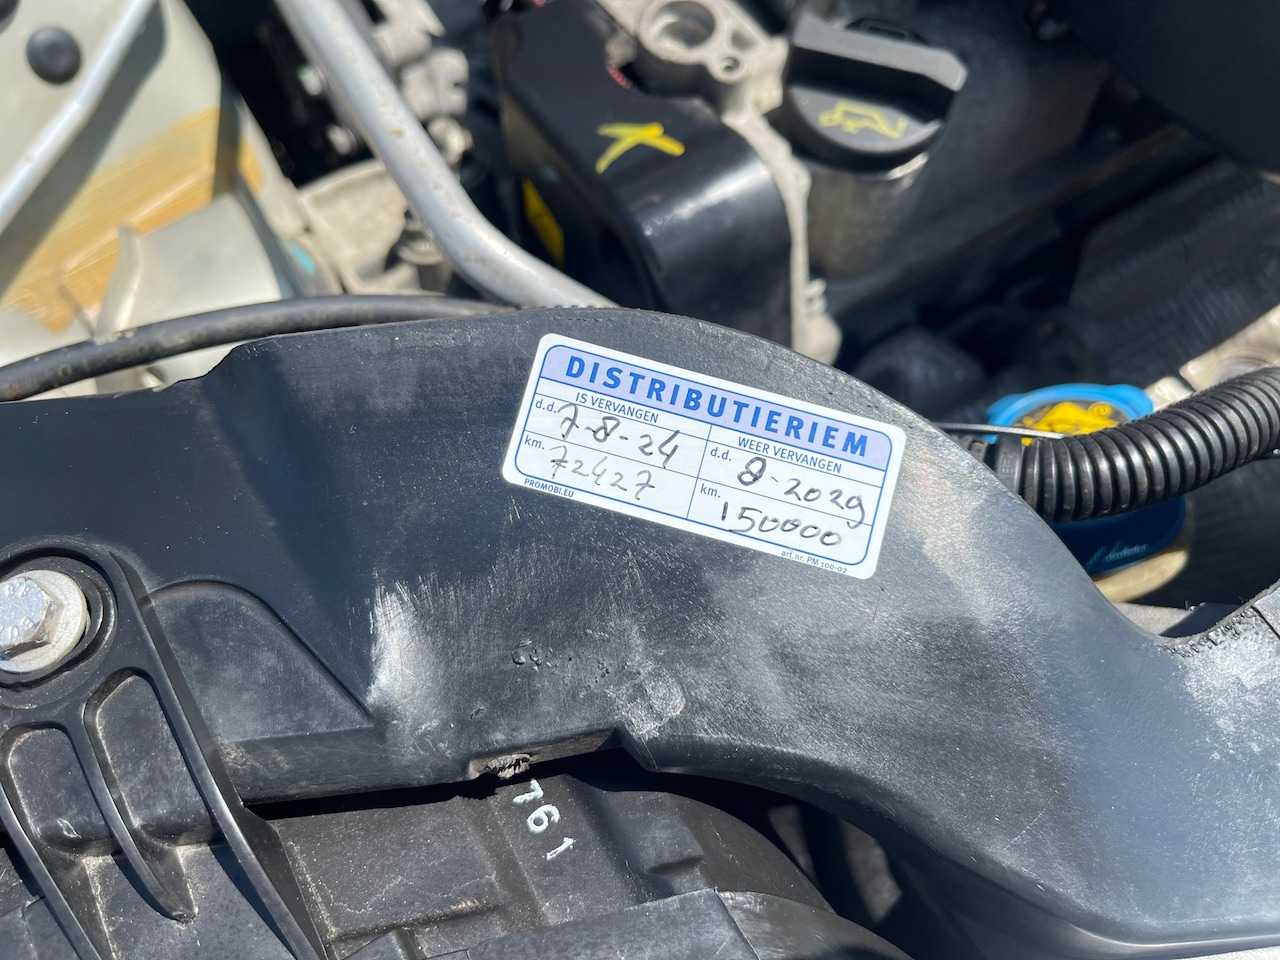 DISTRIBUTIERIEM
IS VERVANGEN
d.d. 7-8-24
km. 72427
WEER VERVANGEN
d.d. 8-2029
km. 150000
PROMOBI.EU
art.nr. PM 100-02
761